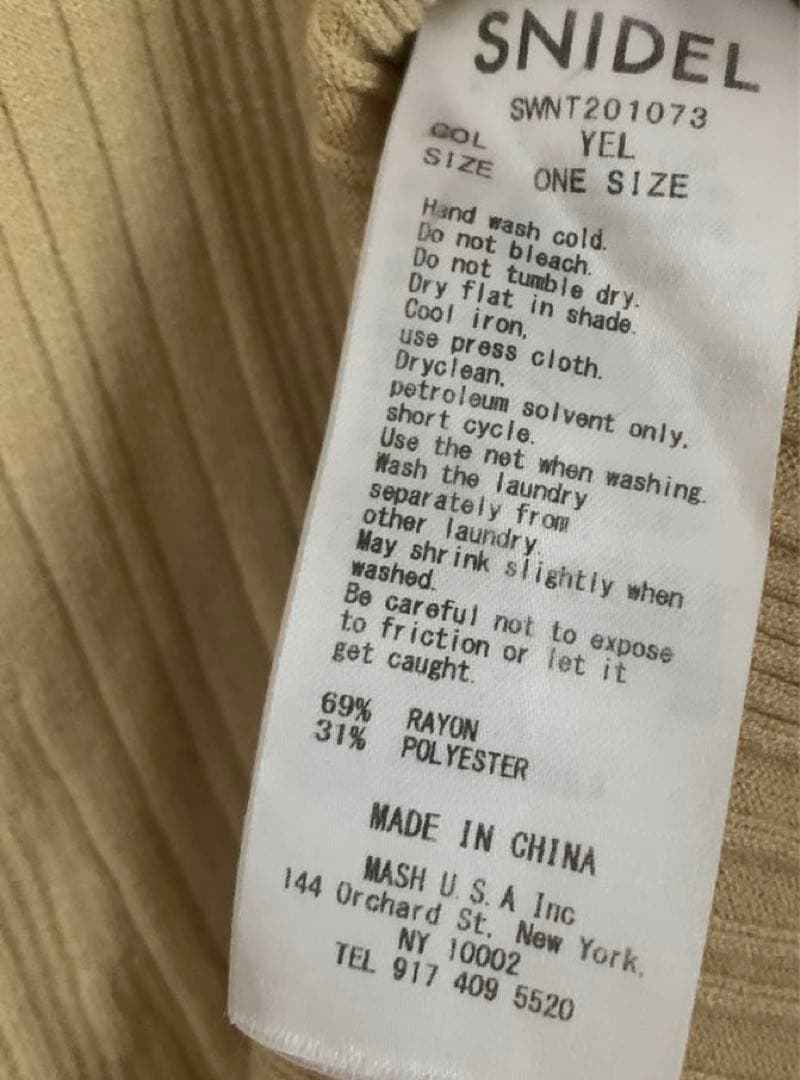 SNIDEL
SWNT201073
COL YEL
SIZE ONE SIZE
Hand wash cold.
Do not bleach.
Do not tumble dry.
Dry flat in shade.
Cool iron,
use press cloth.
Dryclean,
petroleum solvent only,
short cycle.
Use the net when washing.
Wash the laundry
separately from
other laundry.
May shrink slightly when
washed.
Be careful not to expose
to friction or let it
get caught.
69% RAYON
31% POLYESTER
MADE IN CHINA
MASH U.S.A Inc
144 Orchard St, New York,
NY 10002
TEL 917 409 5520